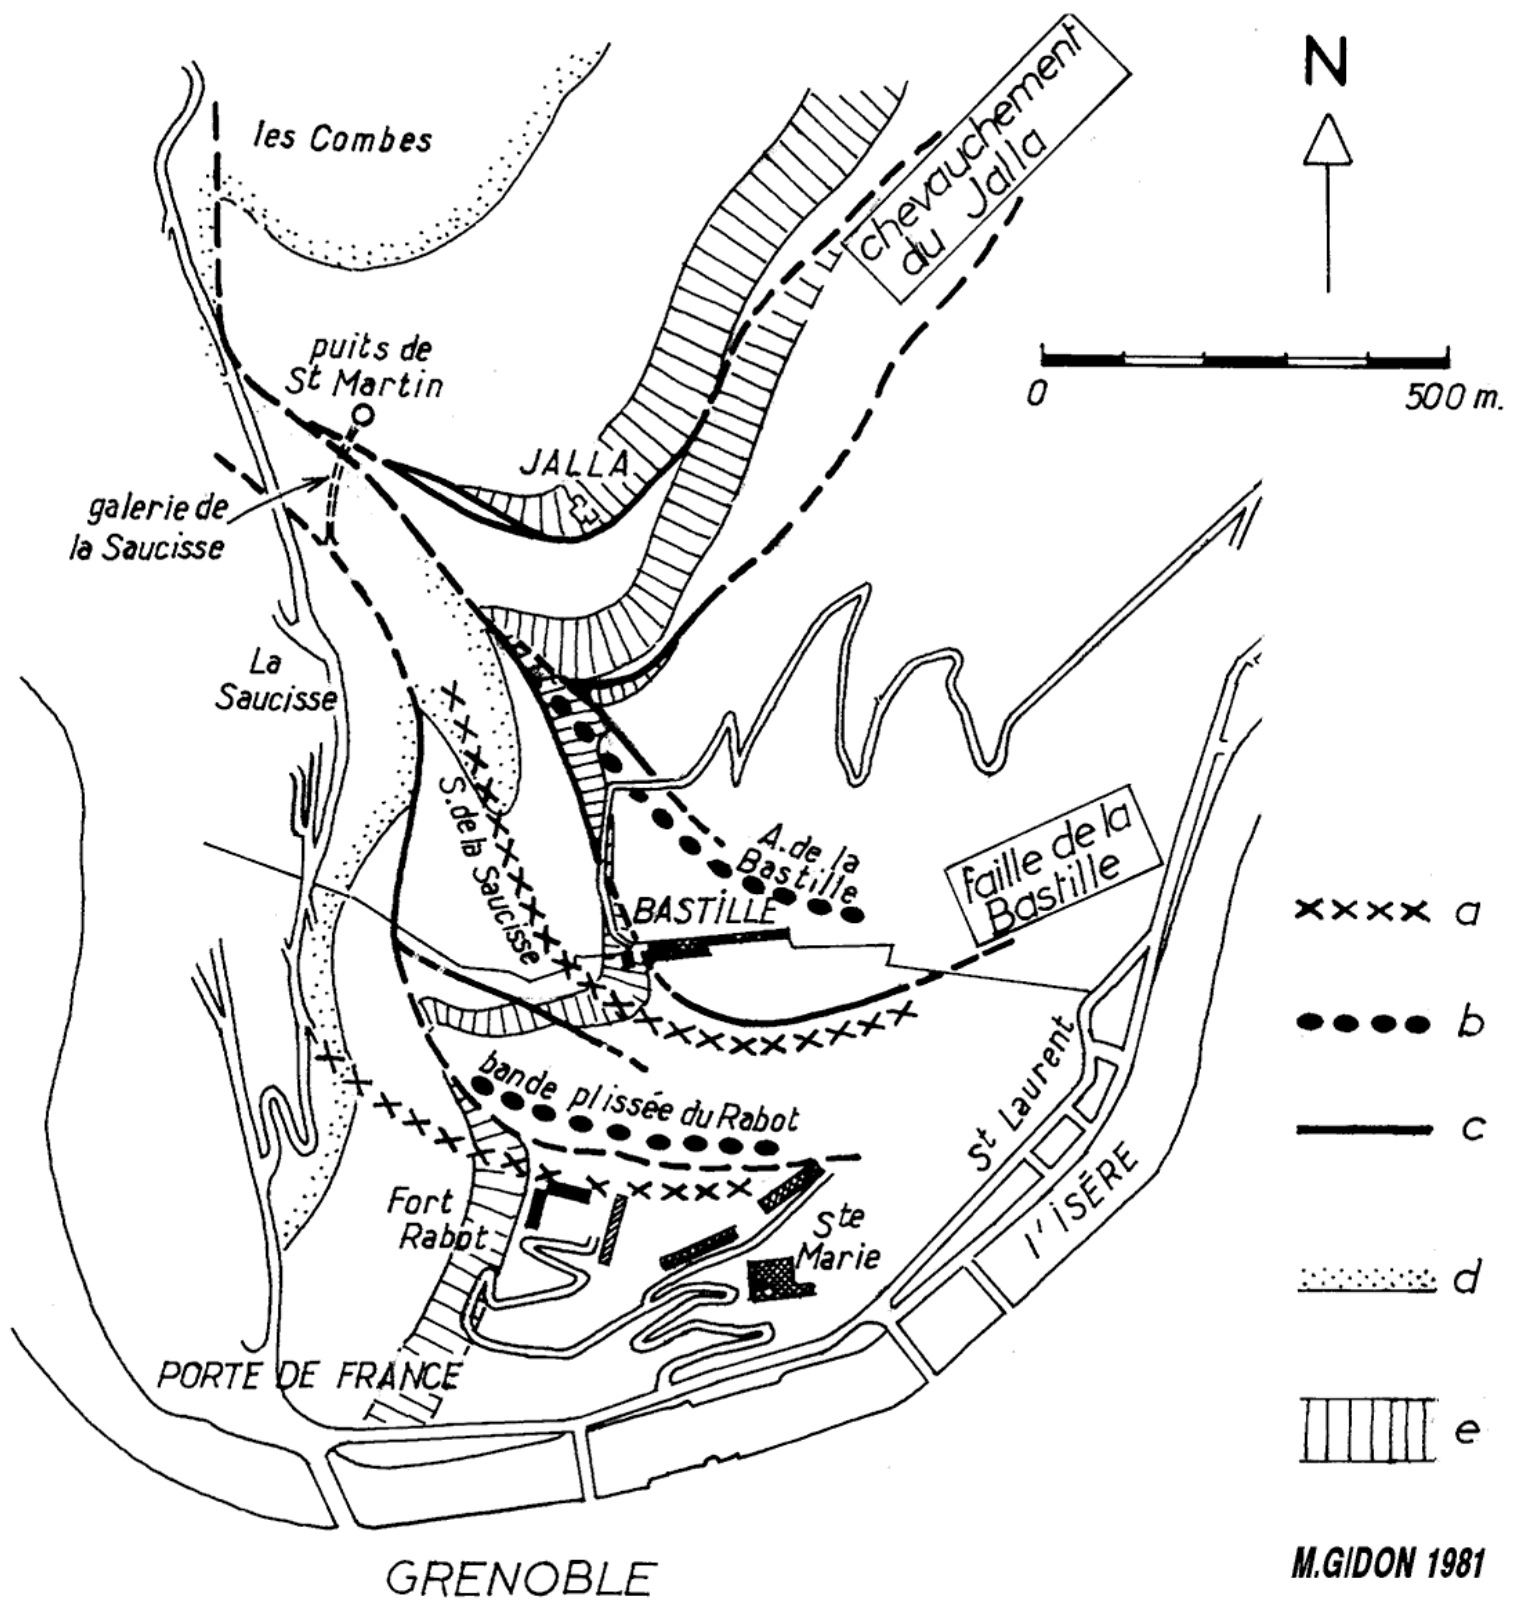 N
chevauchement
du Jalla
les Combes
0
500 m.
puits de
St Martin
JALLA
galerie de
la Saucisse
La
Saucisse
S. de la Saucisse
A. de la
Bastille
BASTILLE
faille de la
Bastille
a
b
c
d
e
bande plissée du Rabot
St Laurent
l'ISÈRE
Fort
Rabot
Ste
Marie
PORTE DE FRANCE
GRENOBLE
M.GIDON 1981